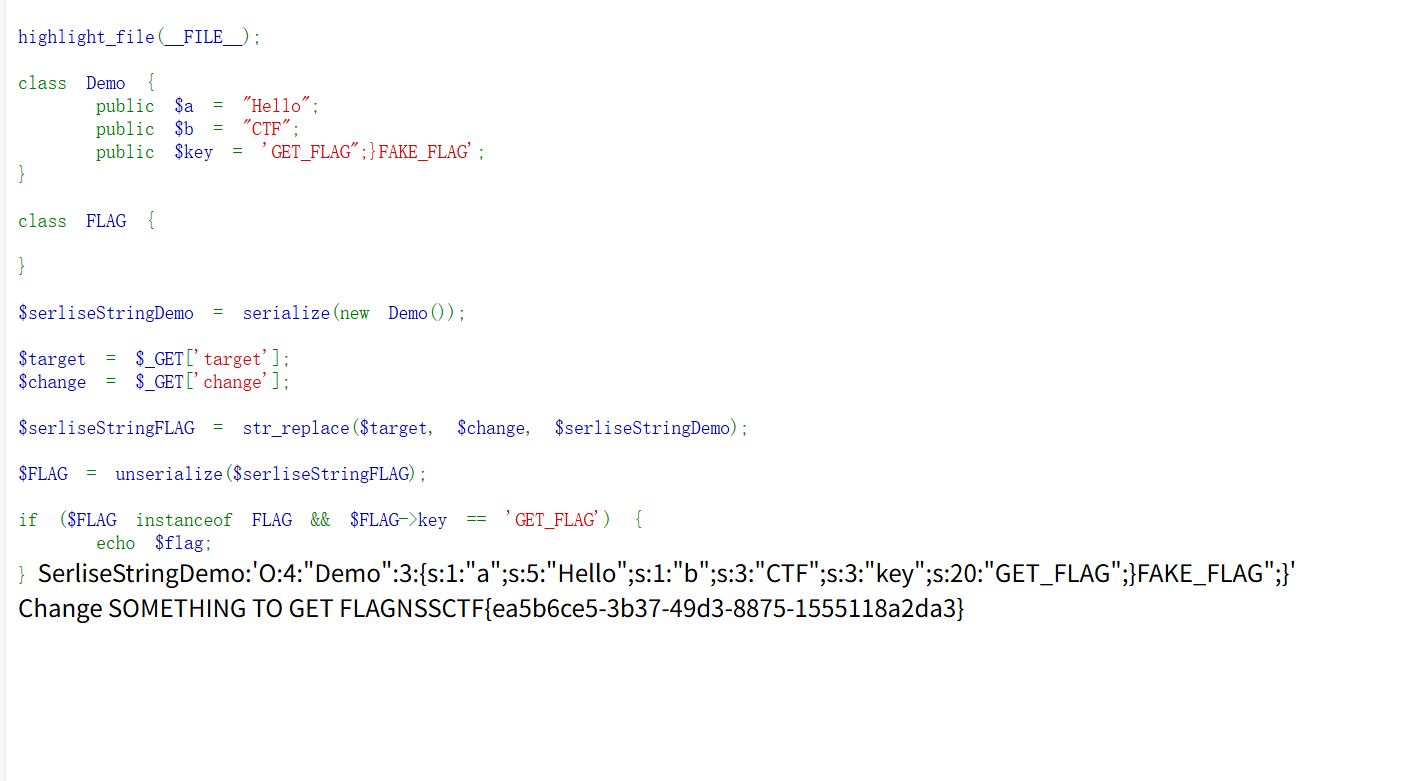 highlight_file(__FILE__);
class Demo {
public $a = "Hello";
public $b = "CTF";
public $key = 'GET_FLAG";}FAKE_FLAG';
}
class FLAG {
}
$serliseStringDemo = serialize(new Demo());
$target = $_GET['target'];
$change = $_GET['change'];
$serliseStringFLAG = str_replace($target, $change, $serliseStringDemo);
$FLAG = unserialize($serliseStringFLAG);
if ($FLAG instanceof FLAG && $FLAG->key == 'GET_FLAG') {
echo $flag;
} SerliseStringDemo:'O:4:"Demo":3:{s:1:"a";s:5:"Hello";s:1:"b";s:3:"CTF";s:3:"key";s:20:"GET_FLAG";}FAKE_FLAG";}'
Change SOMETHING TO GET FLAGNSSCTF{ea5b6ce5-3b37-49d3-8875-1555118a2da3}